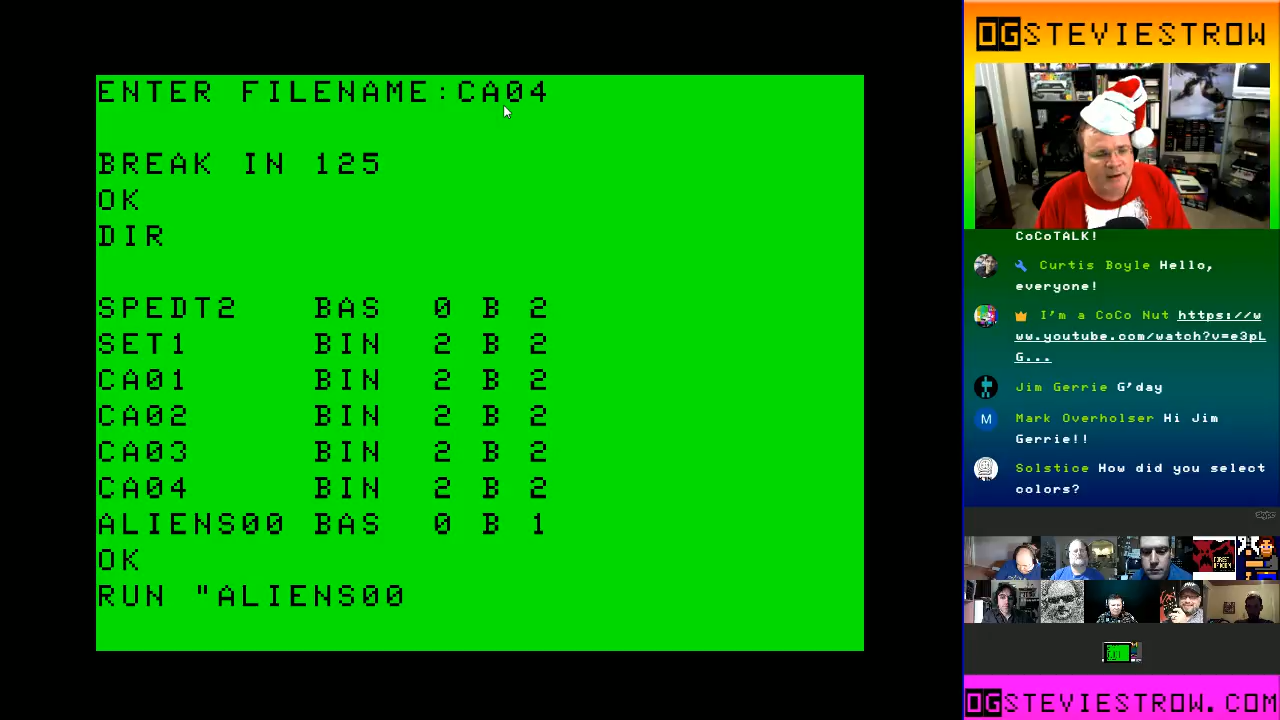 ENTER FILENAME:CA04
BREAK IN 125
OK
DIR
SPEDT2 BAS 0 B 2
SET1 BIN 2 B 2
CA01 BIN 2 B 2
CA02 BIN 2 B 2
CA03 BIN 2 B 2
CA04 BIN 2 B 2
ALIENS00 BAS 0 B 1
OK
RUN "ALIENS00
OGSTEVIESTROW
CoCoTALK!
Curtis Boyle Hello,
everyone!
I'm a CoCo Nut https://w
ww.youtube.com/watch?v=e3pL
G...
Jim Gerrie G'day
M
Mark Overholser Hi Jim
Gerrie!!
Solstice How did you select
colors?
skype
OGSTEVIESTROW.COM